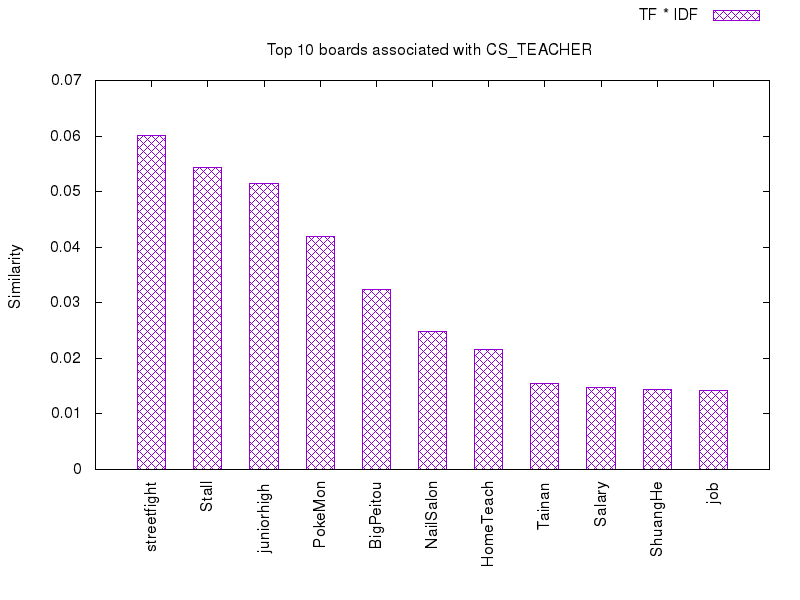 TF * IDF
Top 10 boards associated with CS_TEACHER
Similarity
0.07
0.06
0.05
0.04
0.03
0.02
0.01
0
streetfight
Stall
juniorhigh
PokeMon
BigPeitou
NailSalon
HomeTeach
Tainan
Salary
ShuangHe
job